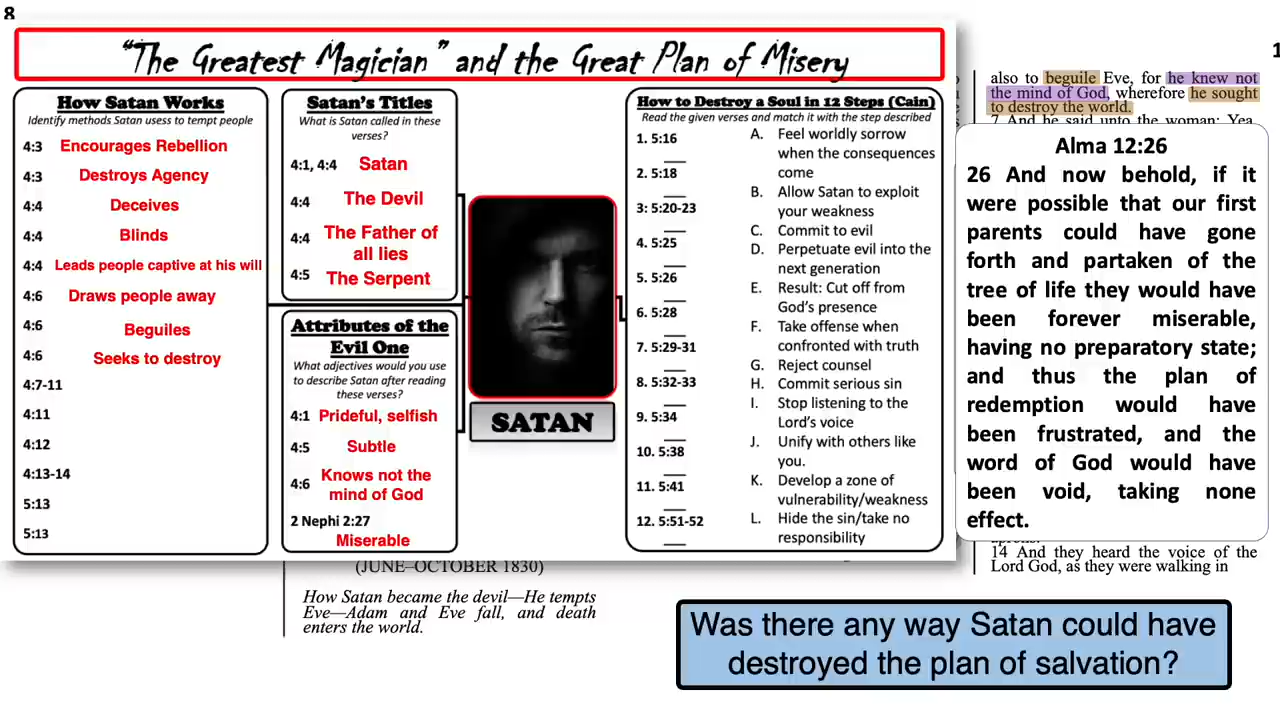 8
1
"The Greatest Magician" and the Great Plan of Misery
How Satan Works
Identify methods Satan usess to tempt people
4:3 Encourages Rebellion
4:3 Destroys Agency
4:4 Deceives
4:4 Blinds
4:4 Leads people captive at his will
4:6 Draws people away
4:6 Beguiles
4:6 Seeks to destroy
4:7-11
4:11
4:12
4:13-14
5:13
5:13
Satan's Titles
What is Satan called in these
verses?
4:1, 4:4 Satan
4:4 The Devil
4:4 The Father of
all lies
4:5 The Serpent
Attributes of the
Evil One
What adjectives would you use
to describe Satan after reading
these verses?
4:1 Prideful, selfish
4:5 Subtle
4:6 Knows not the
mind of God
2 Nephi 2:27
Miserable
SATAN
How to Destroy a Soul in 12 Steps (Cain)
Read the given verses and match it with the step described
1. 5:16
2. 5:18
3: 5:20-23
4. 5:25
5. 5:26
6. 5:28
7. 5:29-31
8. 5:32-33
9. 5:34
10. 5:38
11. 5:41
12. 5:51-52
A. Feel worldly sorrow
when the consequences
come
B. Allow Satan to exploit
your weakness
C. Commit to evil
D. Perpetuate evil into the
next generation
E. Result: Cut off from
God's presence
F. Take offense when
confronted with truth
G. Reject counsel
H. Commit serious sin
I. Stop listening to the
Lord's voice
J. Unify with others like
you.
K. Develop a zone of
vulnerability/weakness
L. Hide the sin/take no
responsibility
also to beguile Eve, for he knew not
the mind of God, wherefore he sought
to destroy the world.
7 And he said unto the woman: Yea,
Alma 12:26
26 And now behold, if it
were possible that our first
parents could have gone
forth and partaken of the
tree of life they would have
been forever miserable,
having no preparatory state;
and thus the plan of
redemption would have
been frustrated, and the
word of God would have
been void, taking none
effect.
14 And they heard the voice of the
Lord God, as they were walking in
(JUNE–OCTOBER 1830)
How Satan became the devil—He tempts
Eve—Adam and Eve fall, and death
enters the world.
Was there any way Satan could have
destroyed the plan of salvation?